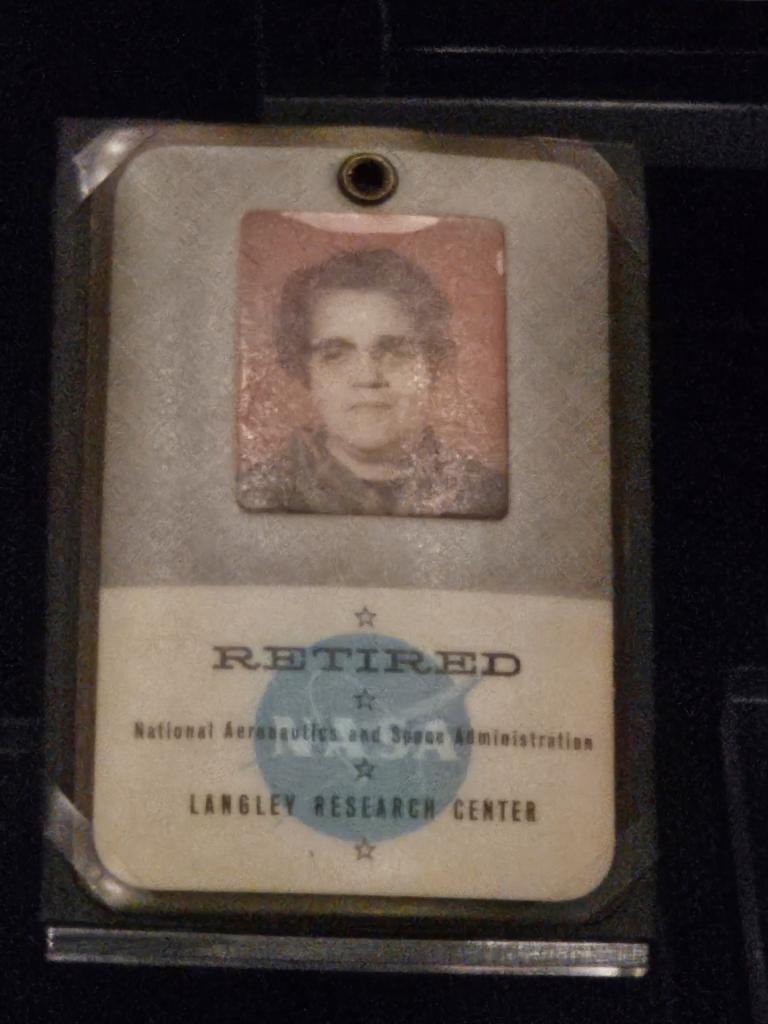 RETIRED
National Aeronautics and Space Administration
NASA
LANGLEY RESEARCH CENTER